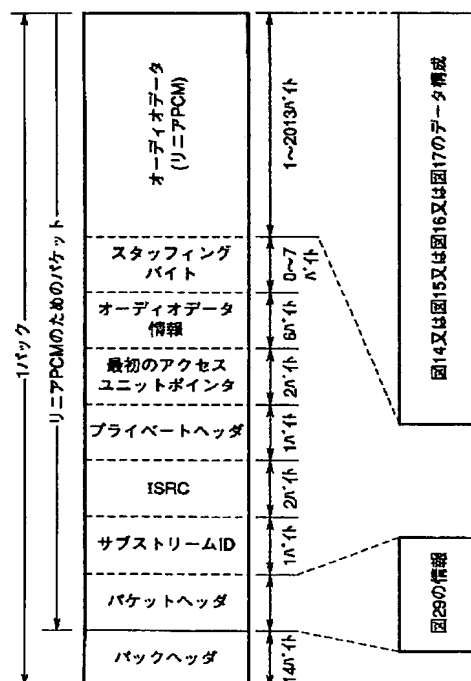 1パック
リニアPCMのためのパケット
オーディオデータ
(リニアPCM)
1〜2013バイト
スタッフィング
バイト
0〜7
バイト
オーディオデータ
情報
6バイト
最初のアクセス
ユニットポインタ
2バイト
プライベートヘッダ
1バイト
ISRC
2バイト
サブストリームID
1バイト
パケットヘッダ
パックヘッダ
14バイト
図14又は図15又は図16又は図17のデータ構成
図29の情報